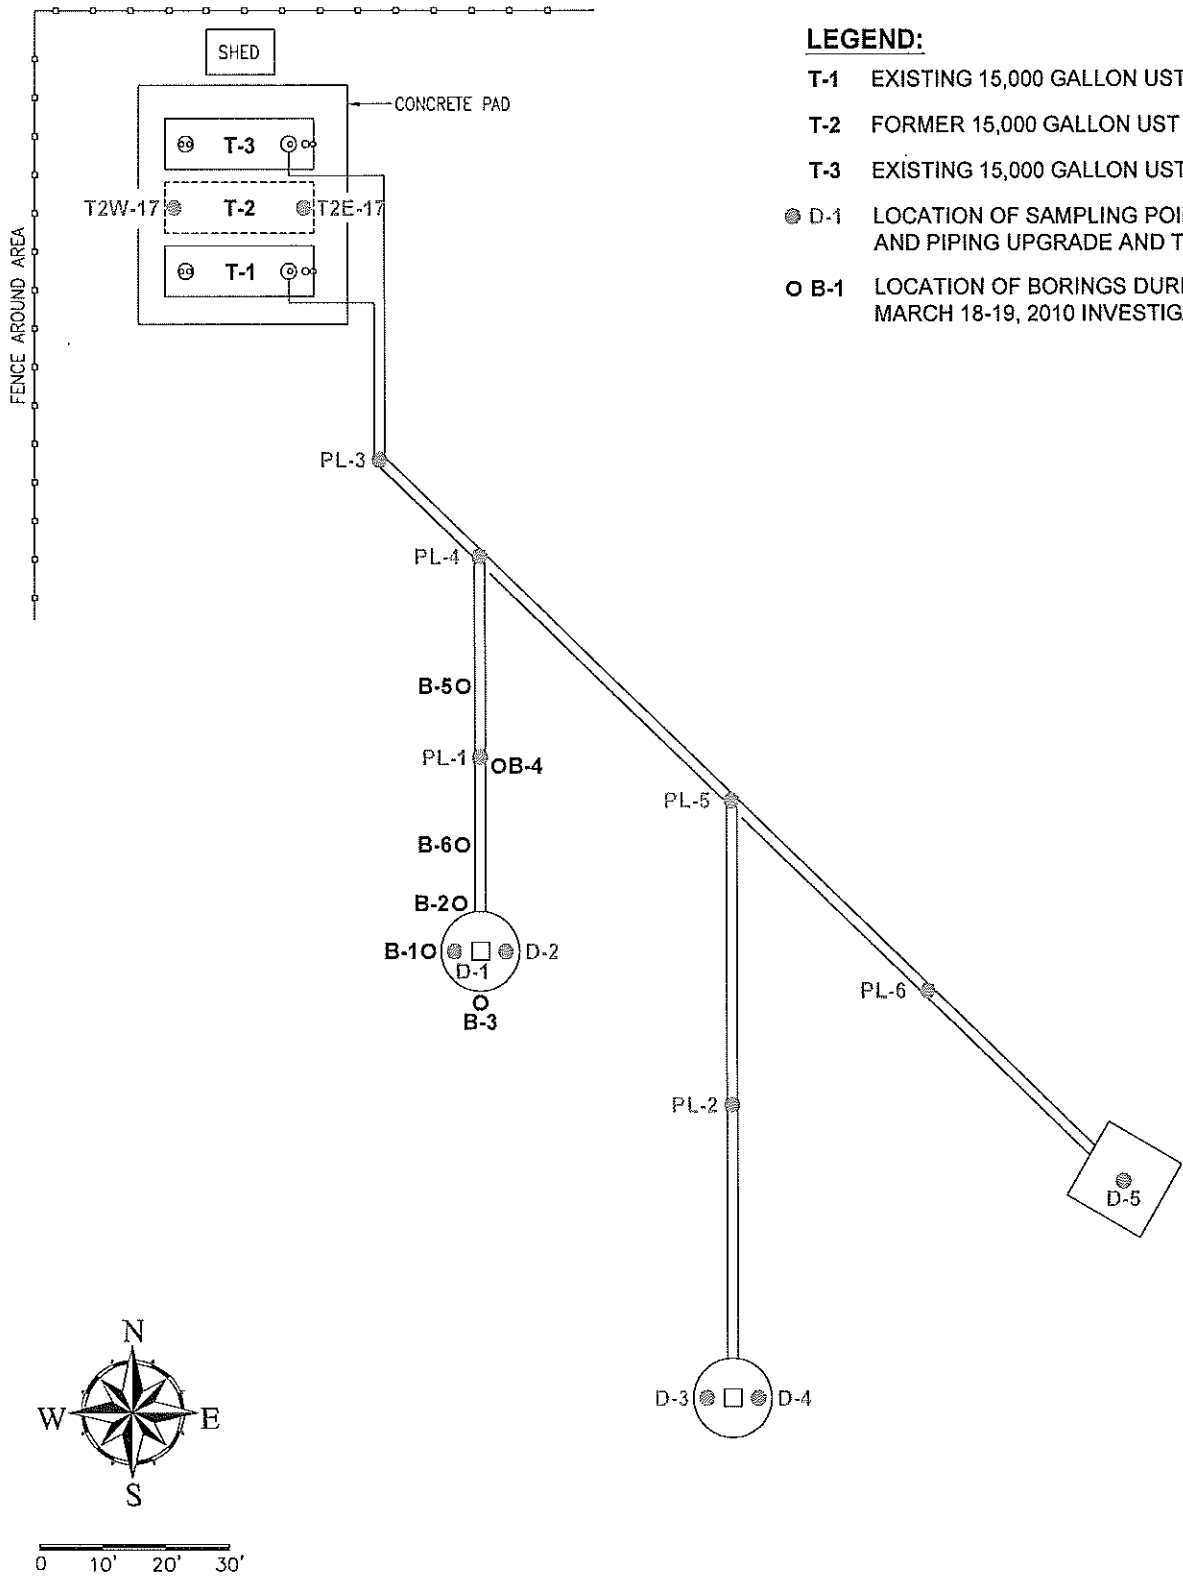 SHED
CONCRETE PAD
T-3
T2W-17
T-2
T2E-17
T-1
FENCE AROUND AREA
LEGEND:
T-1 EXISTING 15,000 GALLON UST
T-2 FORMER 15,000 GALLON UST
T-3 EXISTING 15,000 GALLON UST
D-1 LOCATION OF SAMPLING POI
AND PIPING UPGRADE AND T
B-1 LOCATION OF BORINGS DURI
MARCH 18-19, 2010 INVESTIGA
PL-3
PL-4
B-5
PL-1
B-4
PL-5
B-6
B-2
B-1
D-1
D-2
B-3
PL-6
PL-2
D-5
D-3
D-4
N
W
E
S
0 10' 20' 30'